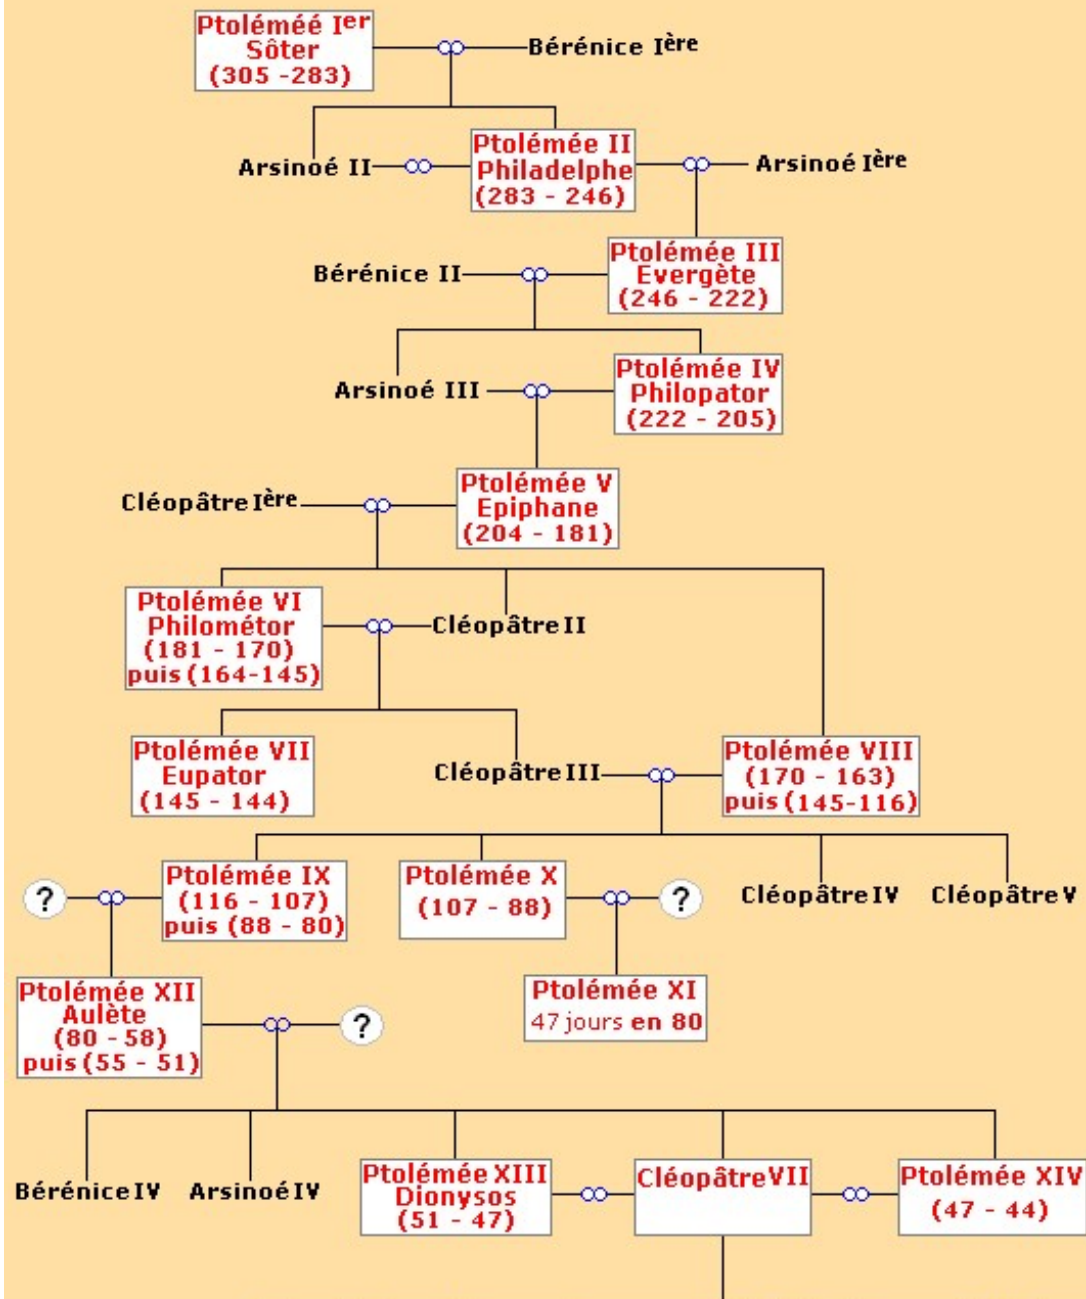 Ptoléméé Ier
Sôter
(305 -283)
Bérénice Ière
Arsinoé II
Ptolémée II
Philadelphe
(283 - 246)
Arsinoé Ière
Bérénice II
Ptolémée III
Evergète
(246 - 222)
Arsinoé III
Ptolémée IV
Philopator
(222 - 205)
Cléopâtre Ière
Ptolémée V
Epiphane
(204 - 181)
Ptolémée VI
Philométor
(181 - 170)
puis (164-145)
Cléopâtre II
Ptolémée VII
Eupator
(145 - 144)
Cléopâtre III
Ptolémée VIII
(170 - 163)
puis (145-116)
?
Ptolémée IX
(116 - 107)
puis (88 - 80)
Ptolémée X
(107 - 88)
?
Cléopâtre IV
Cléopâtre V
Ptolémée XII
Aulète
(80 - 58)
puis (55 - 51)
?
Ptolémée XI
47 jours en 80
Bérénice IV
Arsinoé IV
Ptolémée XIII
Dionysos
(51 - 47)
Cléopâtre VII
Ptolémée XIV
(47 - 44)